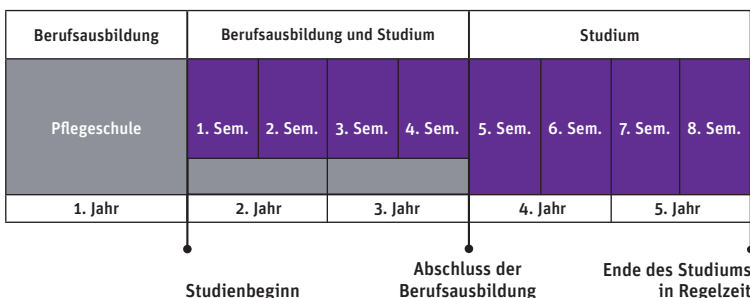 Berufsausbildung
Berufsausbildung und Studium
Studium
Pflegeschule
1. Sem.
2. Sem.
3. Sem.
4. Sem.
5. Sem.
6. Sem.
7. Sem.
8. Sem.
1. Jahr
2. Jahr
3. Jahr
4. Jahr
5. Jahr
Studienbeginn
Abschluss der
Berufsausbildung
Ende des Studiums
in Regelzeit